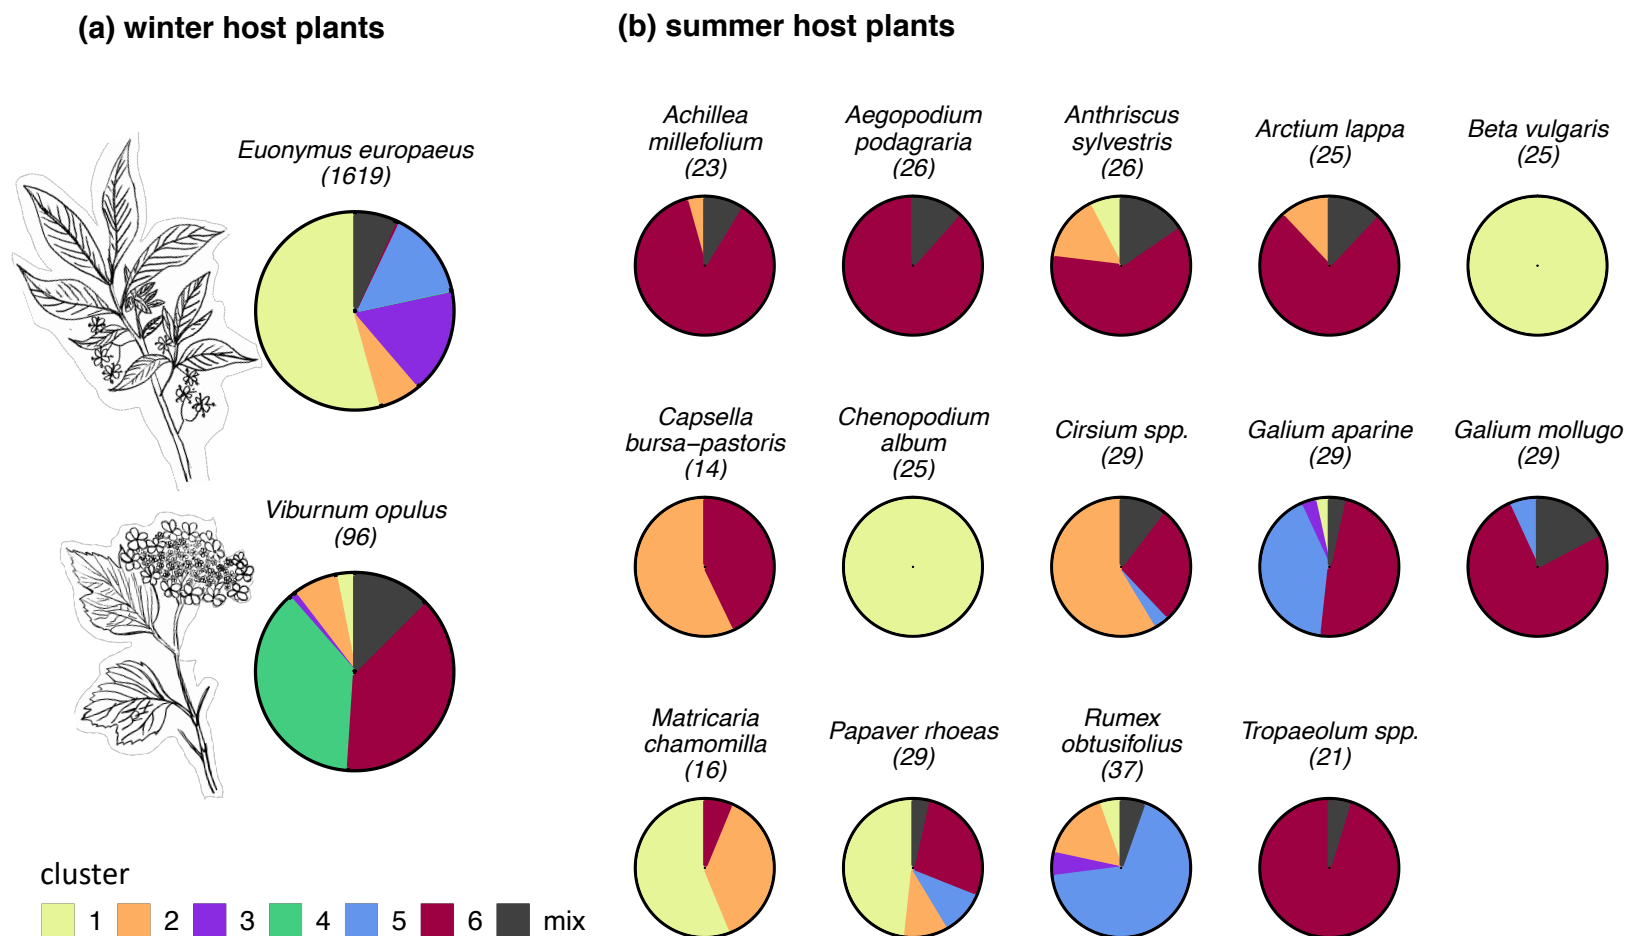 (a) winter host plants
(b) summer host plants
Euonymus europaeus
(1619)
Viburnum opulus
(96)
Achillea
millefolium
(23)
Aegopodium
podagraria
(26)
Anthriscus
sylvestris
(26)
Arctium lappa
(25)
Beta vulgaris
(25)
Capsella
bursa−pastoris
(14)
Chenopodium
album
(25)
Cirsium spp.
(29)
Galium aparine
(29)
Galium mollugo
(29)
Matricaria
chamomilla
(16)
Papaver rhoeas
(29)
Rumex
obtusifolius
(37)
Tropaeolum spp.
(21)
cluster
1 2 3 4 5 6 mix